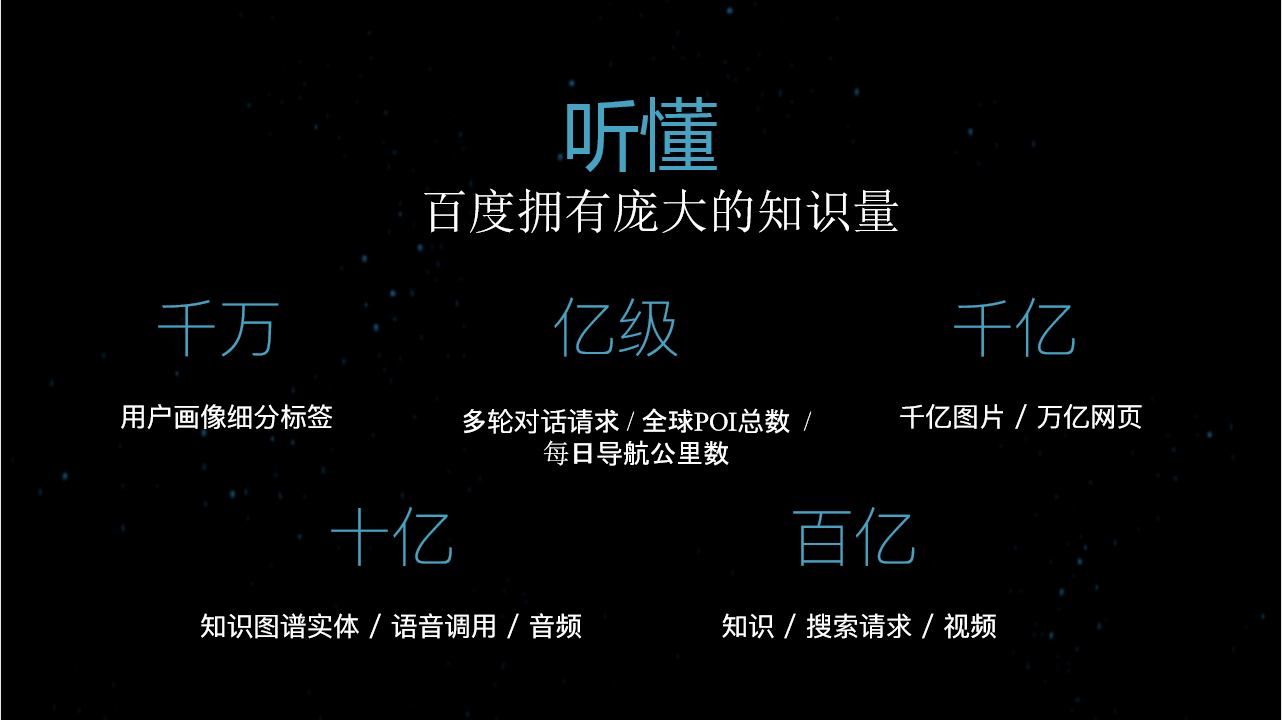 听懂
百度拥有庞大的知识量
千万
用户画像细分标签
亿级
多轮对话请求 / 全球POI总数 /
每日导航公里数
千亿
千亿图片 / 万亿网页
十亿
知识图谱实体 / 语音调用 / 音频
百亿
知识 / 搜索请求 / 视频